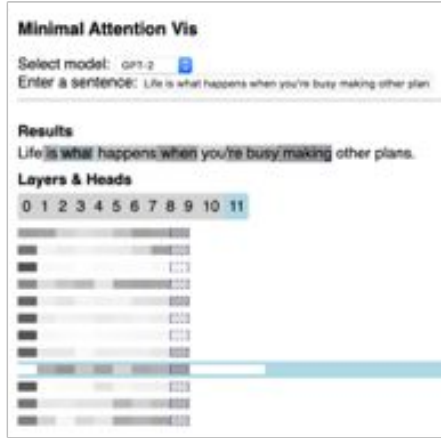 Minimal Attention Vis
Select model: GPT-2
Enter a sentence: Life is what happens when you're busy making other plan
Results
Life is what happens when you're busy making other plans.
Layers & Heads
0 1 2 3 4 5 6 7 8 9 10 11